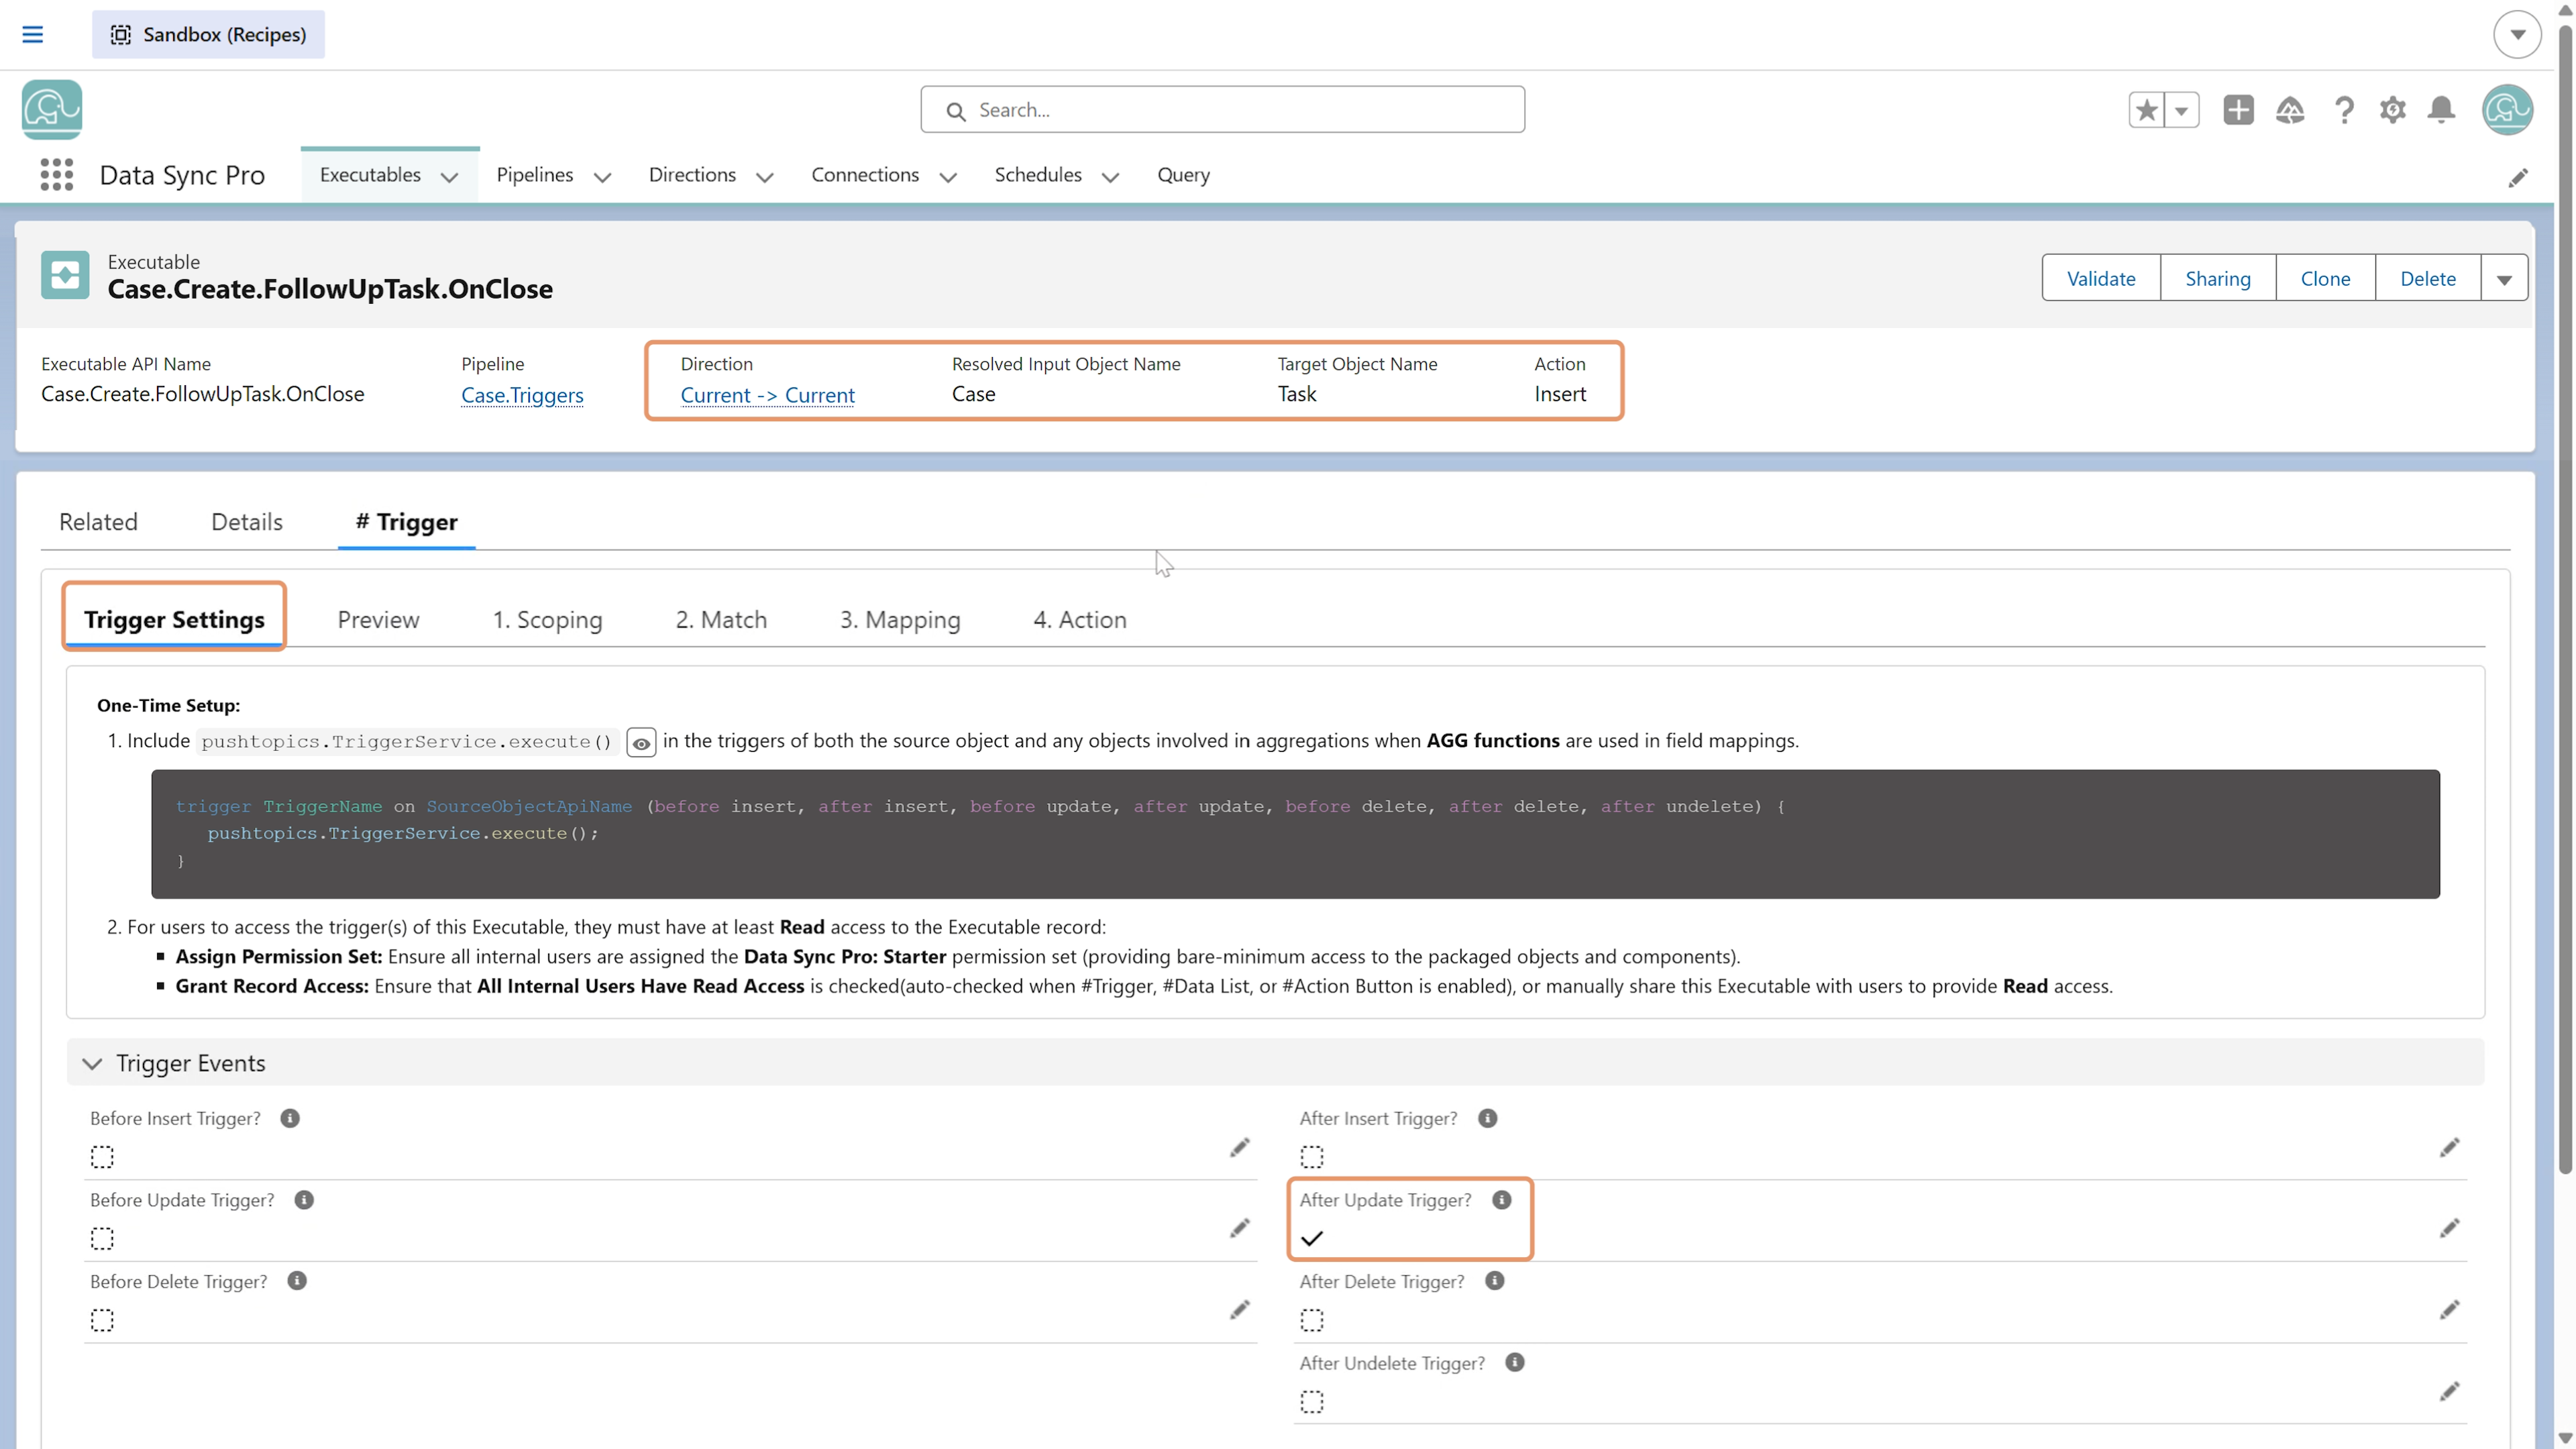 Sandbox (Recipes)
Search...
Data Sync Pro
Executables
Pipelines
Directions
Connections
Schedules
Query
Executable
Case.Create.FollowUpTask.OnClose
Validate
Sharing
Clone
Delete
Executable API Name
Case.Create.FollowUpTask.OnClose
Pipeline
Case.Triggers
Direction
Current -> Current
Resolved Input Object Name
Case
Target Object Name
Task
Action
Insert
Related
Details
# Trigger
Trigger Settings
Preview
1. Scoping
2. Match
3. Mapping
4. Action
One-Time Setup:
1. Include pushtopics.TriggerService.execute() in the triggers of both the source object and any objects involved in aggregations when AGG functions are used in field mappings.
trigger TriggerName on SourceObjectApiName (before insert, after insert, before update, after update, before delete, after delete, after undelete) {
pushtopics.TriggerService.execute();
}
2. For users to access the trigger(s) of this Executable, they must have at least Read access to the Executable record:
▪ Assign Permission Set: Ensure all internal users are assigned the Data Sync Pro: Starter permission set (providing bare-minimum access to the packaged objects and components).
▪ Grant Record Access: Ensure that All Internal Users Have Read Access is checked(auto-checked when #Trigger, #Data List, or #Action Button is enabled), or manually share this Executable with users to provide Read access.
Trigger Events
Before Insert Trigger?
After Insert Trigger?
Before Update Trigger?
After Update Trigger?
Before Delete Trigger?
After Delete Trigger?
After Undelete Trigger?